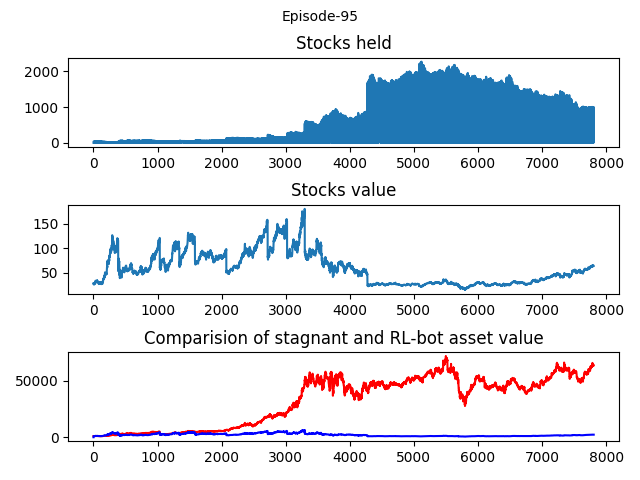 Episode-95
Stocks held
2000
1000
0
0 1000 2000 3000 4000 5000 6000 7000 8000
Stocks value
150
100
50
0 1000 2000 3000 4000 5000 6000 7000 8000
Comparision of stagnant and RL-bot asset value
50000
0
0 1000 2000 3000 4000 5000 6000 7000 8000